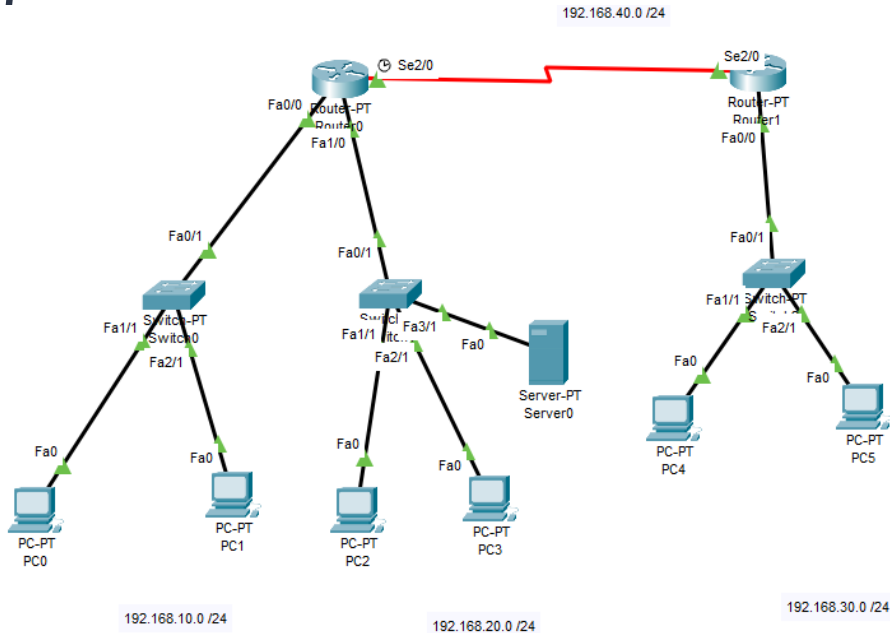 192.168.40.0 /24
Se2/0
Se2/0
Router-PT
Router0
Fa0/0
Fa1/0
Router-PT
Router1
Fa0/0
Fa0/1
Fa0/1
Fa0/1
Switch-PT
Switch0
Fa1/1
Fa2/1
Fa1/1
Fa3/1
Fa2/1
Fa0
Server-PT
Server0
Fa1/1
Switch-PT
Fa2/1
Fa0
Fa0
Fa0
Fa0
Fa0
Fa0
PC-PT
PC0
PC-PT
PC1
PC-PT
PC2
PC-PT
PC3
PC-PT
PC4
PC-PT
PC5
192.168.10.0 /24
192.168.20.0 /24
192.168.30.0 /24